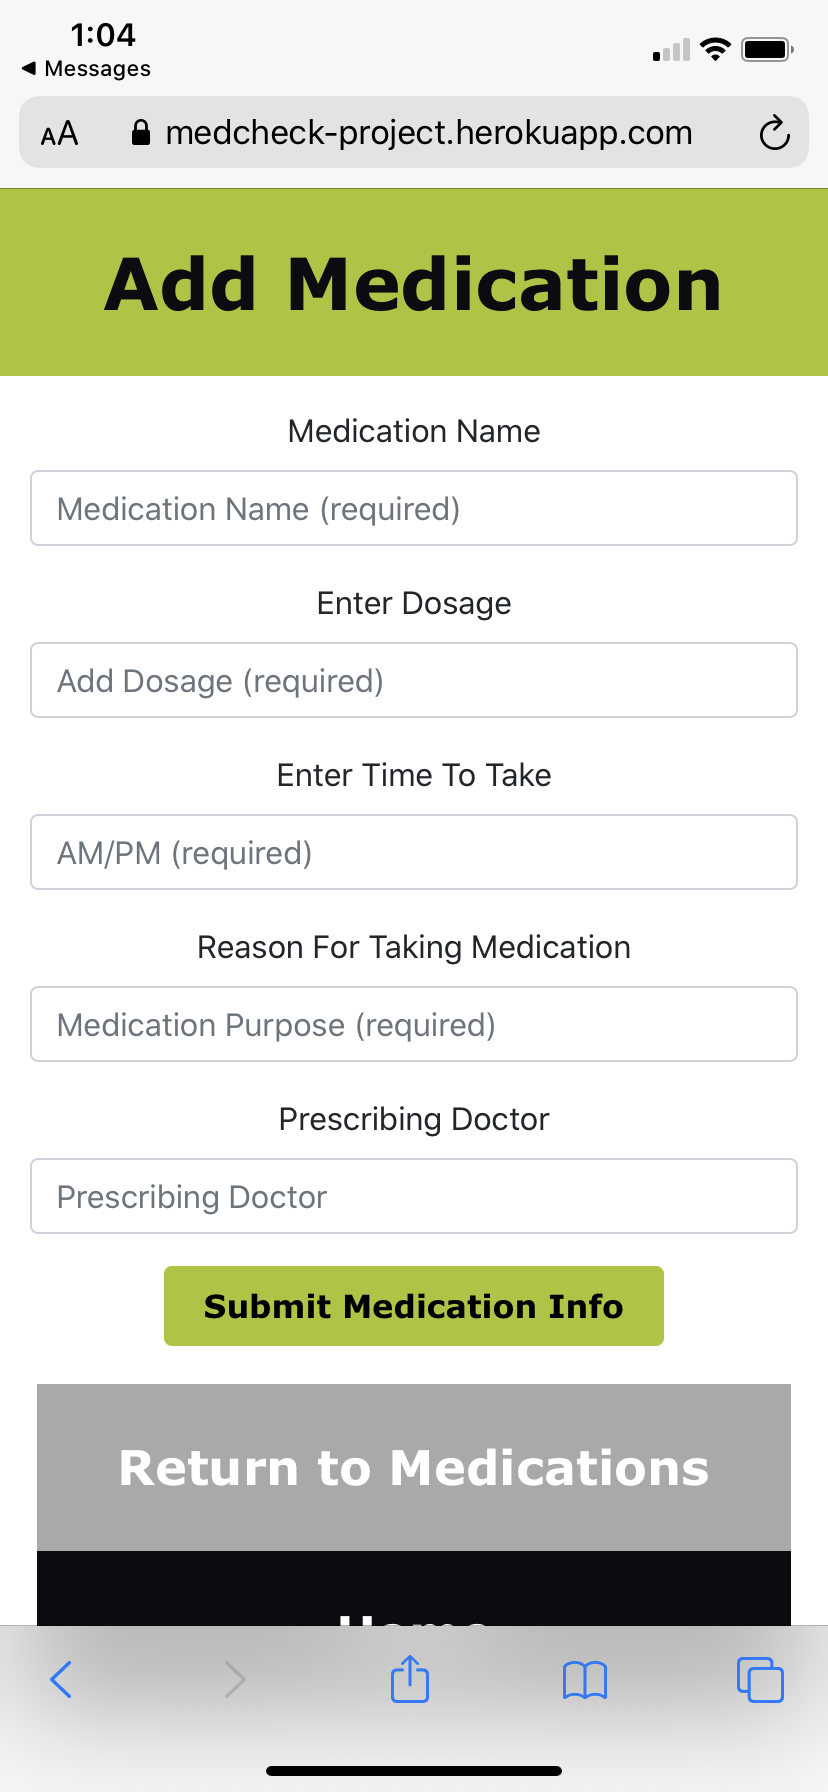 1:04
◀ Messages
AA medcheck-project.herokuapp.com
Add Medication
Medication Name
Medication Name (required)
Enter Dosage
Add Dosage (required)
Enter Time To Take
AM/PM (required)
Reason For Taking Medication
Medication Purpose (required)
Prescribing Doctor
Prescribing Doctor
Submit Medication Info
Return to Medications
Home